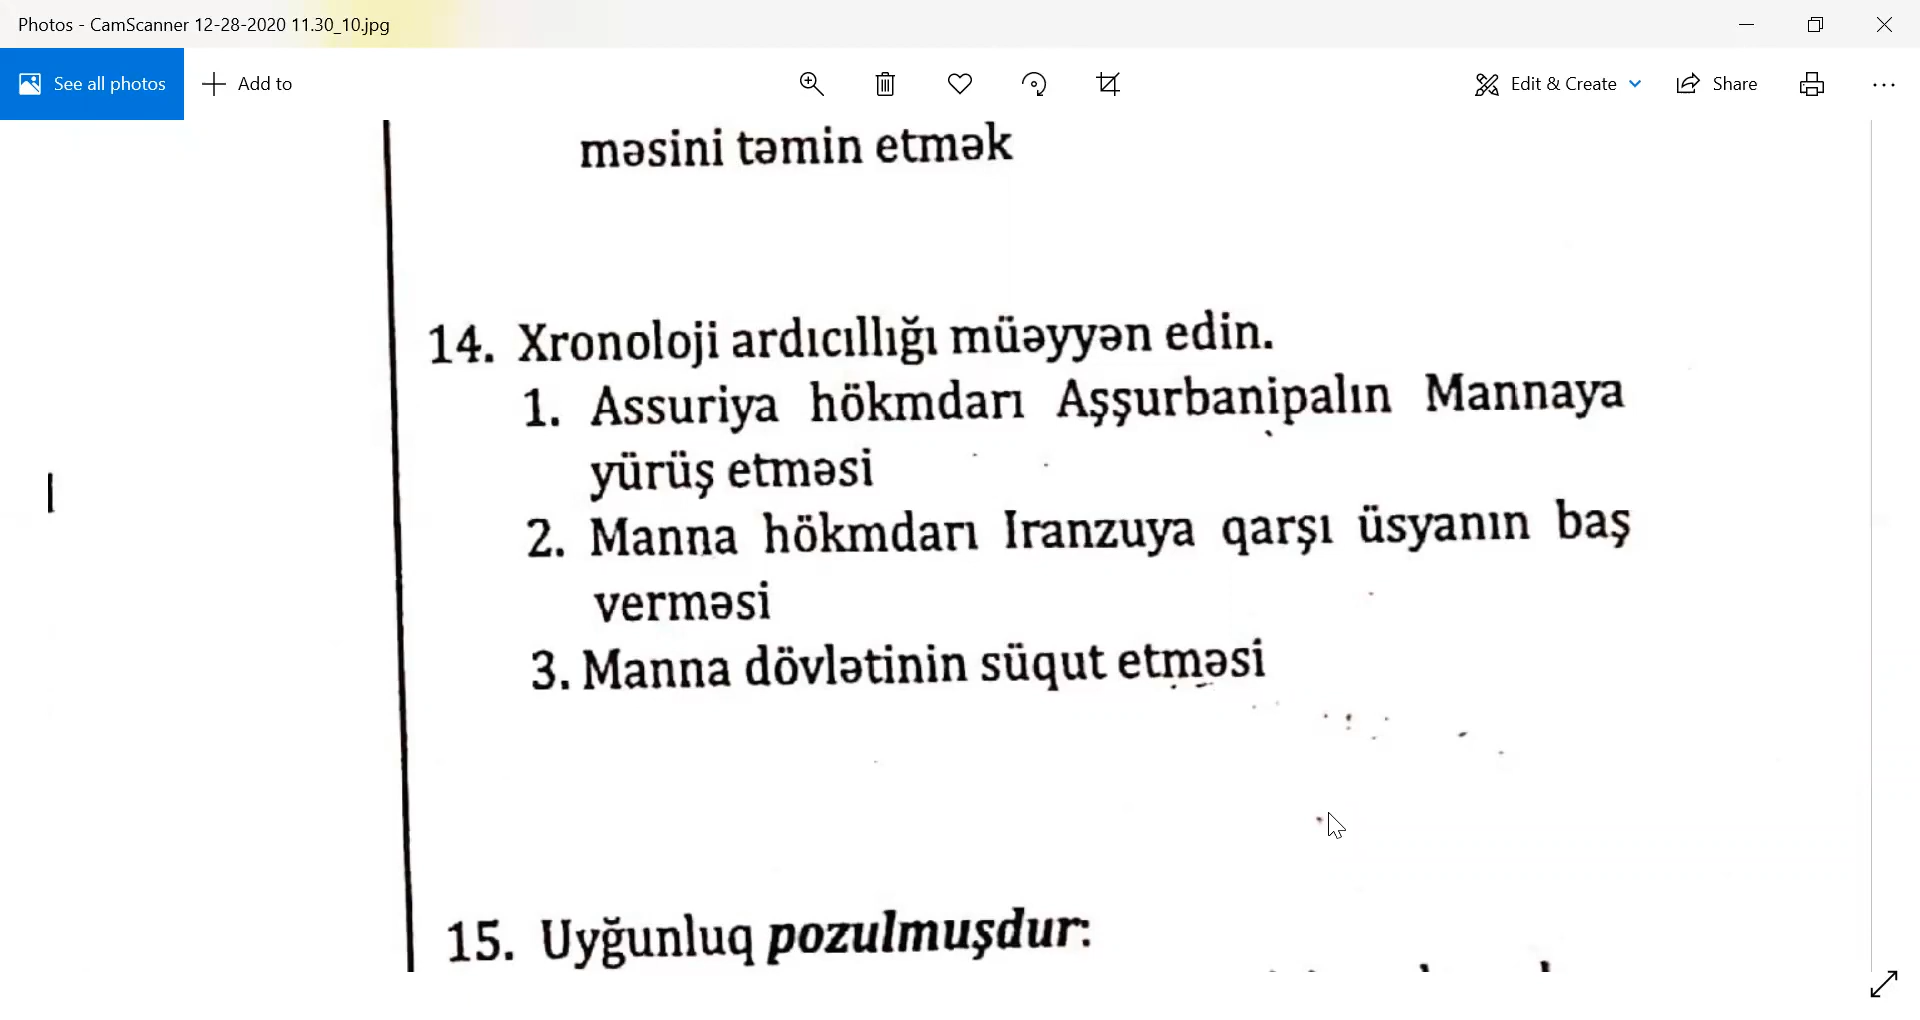 Photos - CamScanner 12-28-2020 11.30_10.jpg
See all photos
Add to
Edit & Create
Share
məsini təmin etmək
14. Xronoloji ardıcıllığı müəyyən edin.
1. Assuriya hökmdarı Aşşurbanipalın Mannaya
yürüş etməsi
2. Manna hökmdarı Iranzuya qarşı üsyanın baş
verməsi
3. Manna dövlətinin süqut etməsi
15. Uyğunluq pozulmuşdur: